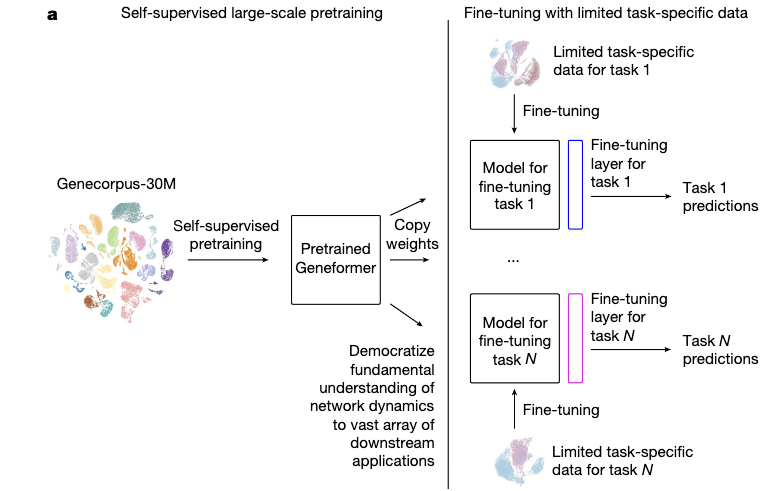 a
Self-supervised large-scale pretraining
Genecorpus-30M
Self-supervised
pretraining
Pretrained
Geneformer
Copy
weights
Democratize
fundamental
understanding of
network dynamics
to vast array of
downstream
applications
Fine-tuning with limited task-specific data
Limited task-specific
data for task 1
Fine-tuning
Model for
fine-tuning
task 1
Fine-tuning
layer for
task 1
Task 1
predictions
...
Model for
fine-tuning
task N
Fine-tuning
layer for
task N
Task N
predictions
Fine-tuning
Limited task-specific
data for task N